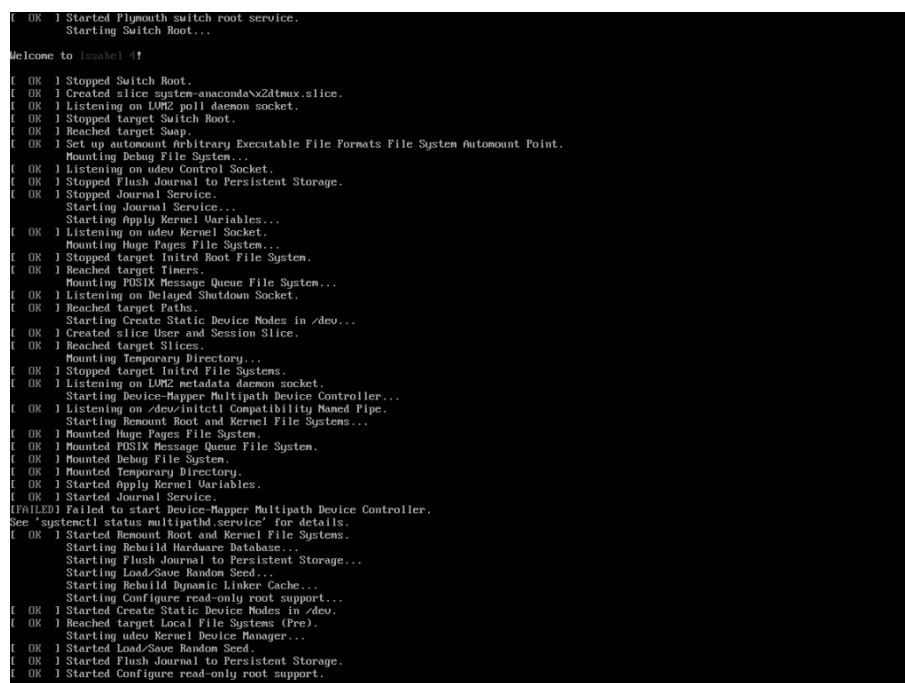 [  OK  ] Started Plymouth switch root service.
         Starting Switch Root...
Welcome to Issabel 4!
[  OK  ] Stopped Switch Root.
[  OK  ] Created slice system-anaconda\x2dtmux.slice.
[  OK  ] Listening on LVM2 poll daemon socket.
[  OK  ] Stopped target Switch Root.
[  OK  ] Reached target Swap.
[  OK  ] Set up automount Arbitrary Executable File Formats File System Automount Point.
         Mounting Debug File System...
[  OK  ] Listening on udev Control Socket.
[  OK  ] Stopped Flush Journal to Persistent Storage.
[  OK  ] Stopped Journal Service.
         Starting Journal Service...
         Starting Apply Kernel Variables...
[  OK  ] Listening on udev Kernel Socket.
         Mounting Huge Pages File System...
[  OK  ] Stopped target Initrd Root File System.
[  OK  ] Reached target Timers.
         Mounting POSIX Message Queue File System...
[  OK  ] Listening on Delayed Shutdown Socket.
[  OK  ] Reached target Paths.
         Starting Create Static Device Nodes in /dev...
[  OK  ] Created slice User and Session Slice.
[  OK  ] Reached target Slices.
         Mounting Temporary Directory...
[  OK  ] Stopped target Initrd File Systems.
[  OK  ] Listening on LVM2 metadata daemon socket.
         Starting Device-Mapper Multipath Device Controller...
[  OK  ] Listening on /dev/initctl Compatibility Named Pipe.
         Starting Remount Root and Kernel File Systems...
[  OK  ] Mounted Huge Pages File System.
[  OK  ] Mounted POSIX Message Queue File System.
[  OK  ] Mounted Debug File System.
[  OK  ] Mounted Temporary Directory.
[  OK  ] Started Apply Kernel Variables.
[  OK  ] Started Journal Service.
[FAILED] Failed to start Device-Mapper Multipath Device Controller.
See 'systemctl status multipathd.service' for details.
[  OK  ] Started Remount Root and Kernel File Systems.
         Starting Rebuild Hardware Database...
         Starting Flush Journal to Persistent Storage...
         Starting Load/Save Random Seed...
         Starting Rebuild Dynamic Linker Cache...
         Starting Configure read-only root support...
[  OK  ] Started Create Static Device Nodes in /dev.
[  OK  ] Reached target Local File Systems (Pre).
         Starting udev Kernel Device Manager...
[  OK  ] Started Load/Save Random Seed.
[  OK  ] Started Flush Journal to Persistent Storage.
[  OK  ] Started Configure read-only root support.